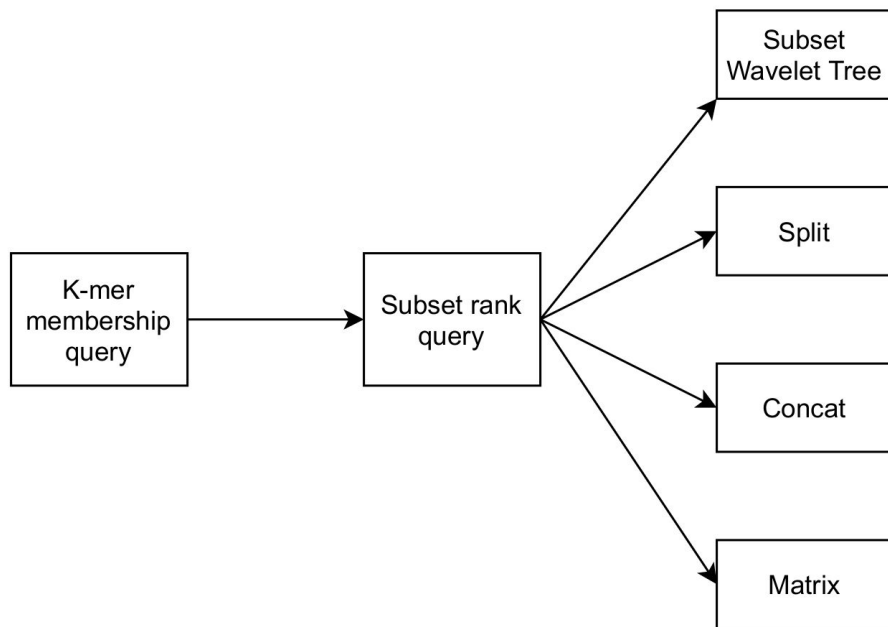 K-mer
membership
query
Subset rank
query
Subset
Wavelet Tree
Split
Concat
Matrix